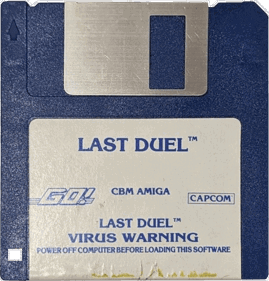 LAST DUEL™
GO!
CBM AMIGA
CAPCOM
LAST DUEL™
VIRUS WARNING
POWER OFF COMPUTER BEFORE LOADING THIS SOFTWARE